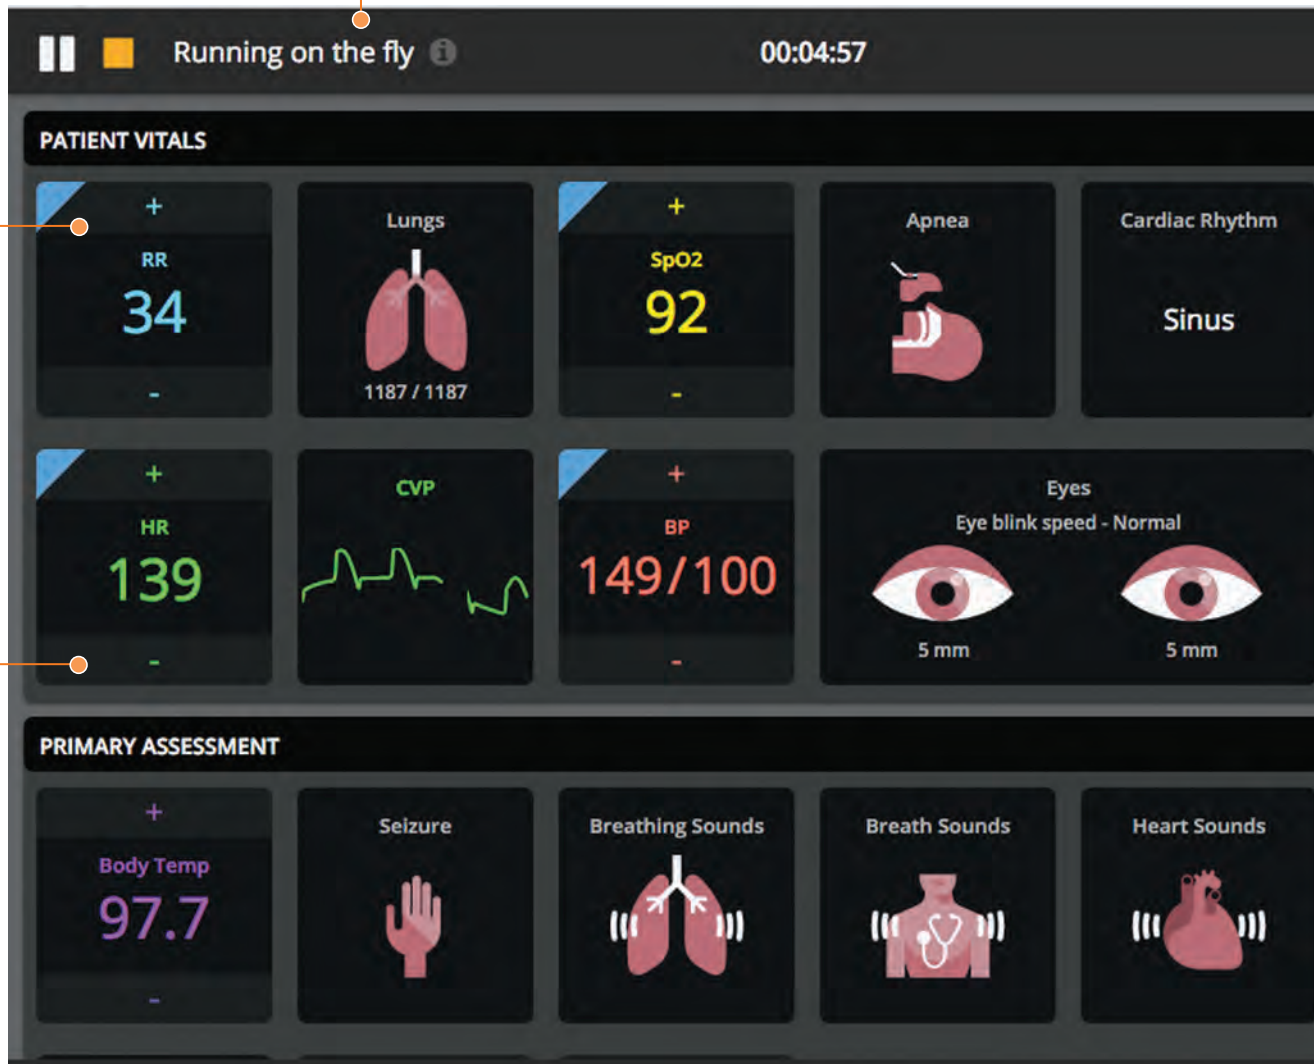 Running on the fly
00:04:57
PATIENT VITALS
+
RR
34
-
Lungs
1187 / 1187
+
SpO2
92
-
Apnea
Cardiac Rhythm
Sinus
+
HR
139
-
CVP
+
BP
149/100
-
Eyes
Eye blink speed - Normal
5 mm
5 mm
PRIMARY ASSESSMENT
+
Body Temp
97.7
-
Seizure
Breathing Sounds
Breath Sounds
Heart Sounds